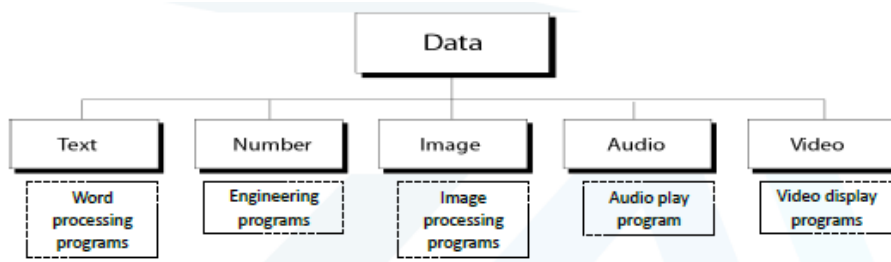 Data
Text
Number
Image
Audio
Video
Word
processing
programs
Engineering
programs
Image
processing
programs
Audio play
program
Video display
programs